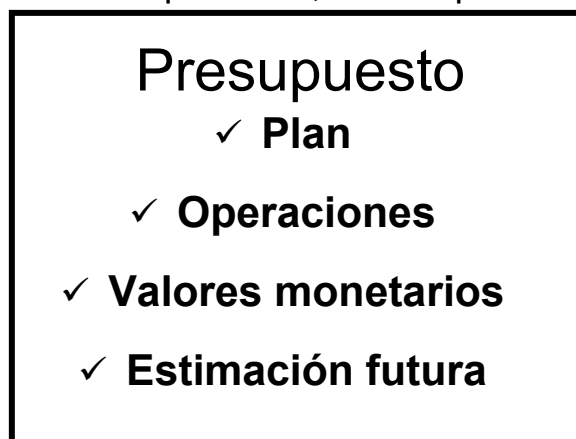 Presupuesto
✓ Plan
✓ Operaciones
✓ Valores monetarios
✓ Estimación futura